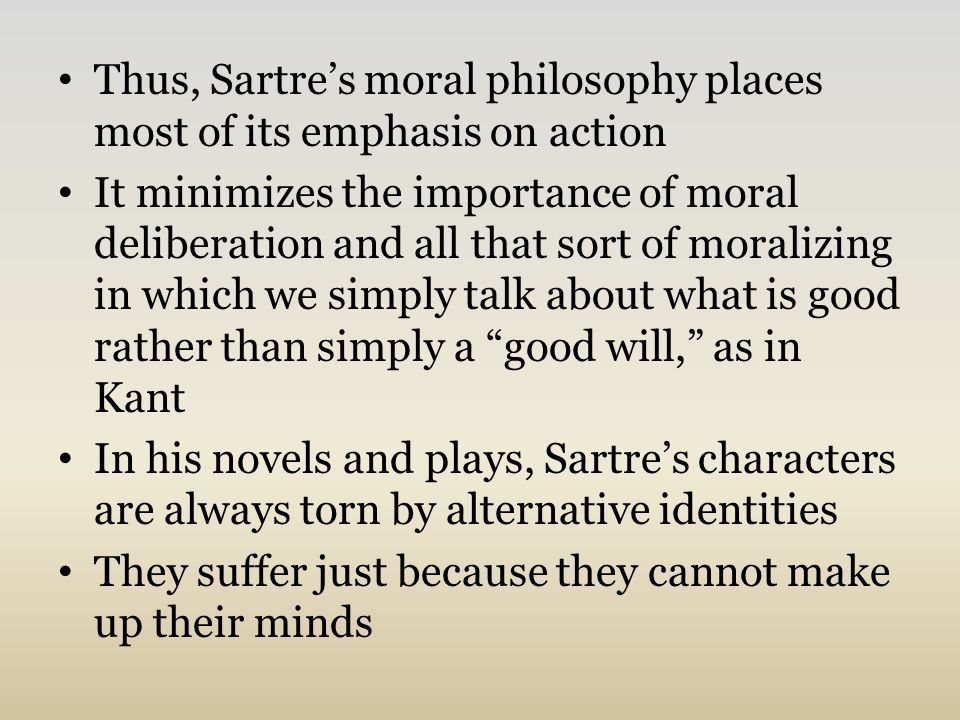 • Thus, Sartre’s moral philosophy places
most of its emphasis on action
• It minimizes the importance of moral
deliberation and all that sort of moralizing
in which we simply talk about what is good
rather than simply a “good will,” as in
Kant
• In his novels and plays, Sartre’s characters
are always torn by alternative identities
• They suffer just because they cannot make
up their minds